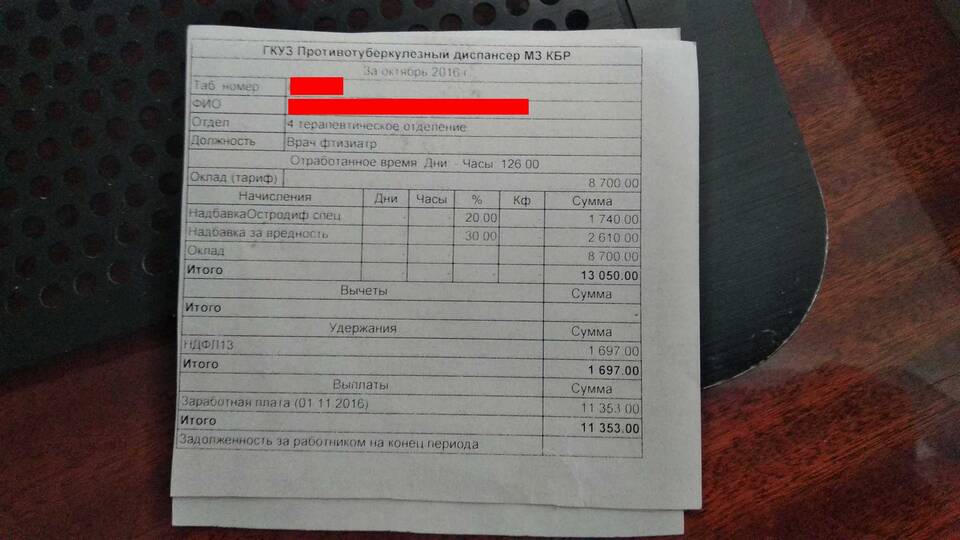 ГКУЗ Противотуберкулезный диспансер МЗ КБР
За октябрь 2016 г.
Таб. номер
ФИО
Отдел 4 терапевтическое отделение
Должность Врач фтизиатр
Отработанное время Дни - Часы 126.00
Оклад (тариф) 8 700.00
Начисления Дни Часы % Кф Сумма
НадбавкаОстродиф спец - - 20.00 - 1 740.00
Надбавка за вредность - - 30.00 - 2 610.00
Оклад - - - - 8 700.00
Итого - - - - 13 050.00
Вычеты Сумма
Итого -
Удержания Сумма
НДФЛ13 1 697.00
Итого 1 697.00
Выплаты Сумма
Заработная плата (01.11.2016) 11 353.00
Итого 11 353.00
Задолженность за работником на конец периода